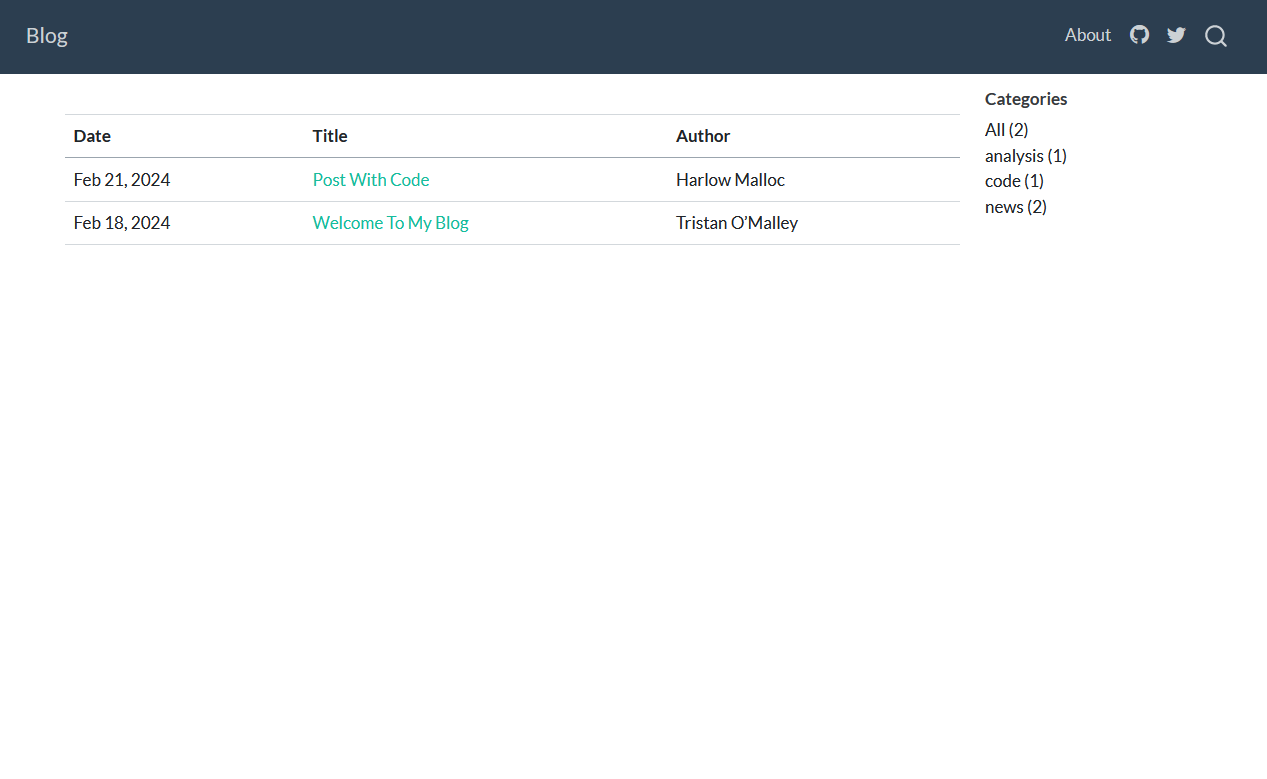 Blog About
Categories
All (2)
analysis (1)
code (1)
news (2)
Date Title Author
Feb 21, 2024 Post With Code Harlow Malloc
Feb 18, 2024 Welcome To My Blog Tristan O’Malley